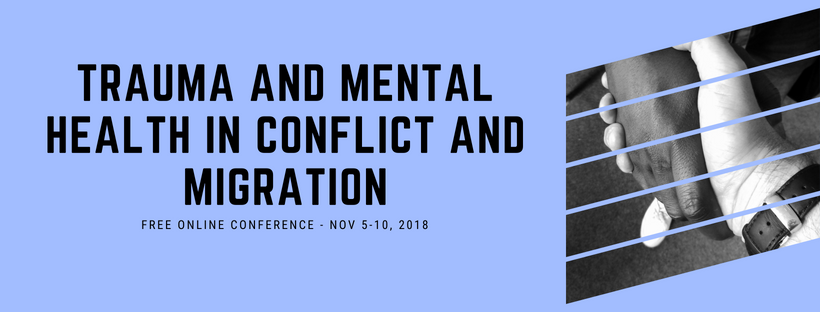 TRAUMA AND MENTAL
HEALTH IN CONFLICT AND
MIGRATION
FREE ONLINE CONFERENCE - NOV 5-10, 2018